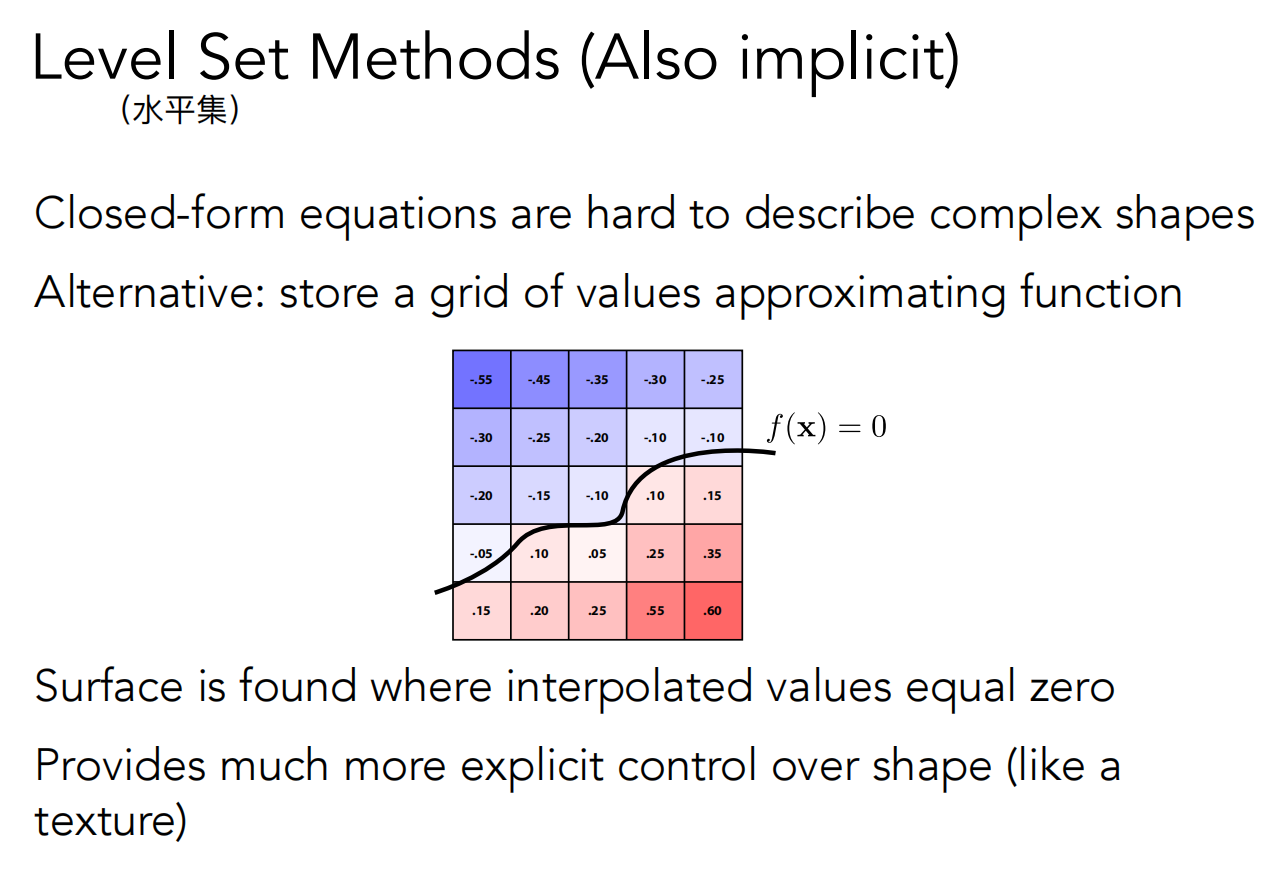 Level Set Methods (Also implicit)
(水平集)
Closed-form equations are hard to describe complex shapes
Alternative: store a grid of values approximating function
-.55 -.45 -.35 -.30 -.25
-.30 -.25 -.20 -.10 -.10
f(x) = 0
-.20 -.15 -.10 .10 .15
-.05 .10 .05 .25 .35
.15 .20 .25 .55 .60
Surface is found where interpolated values equal zero
Provides much more explicit control over shape (like a
texture)